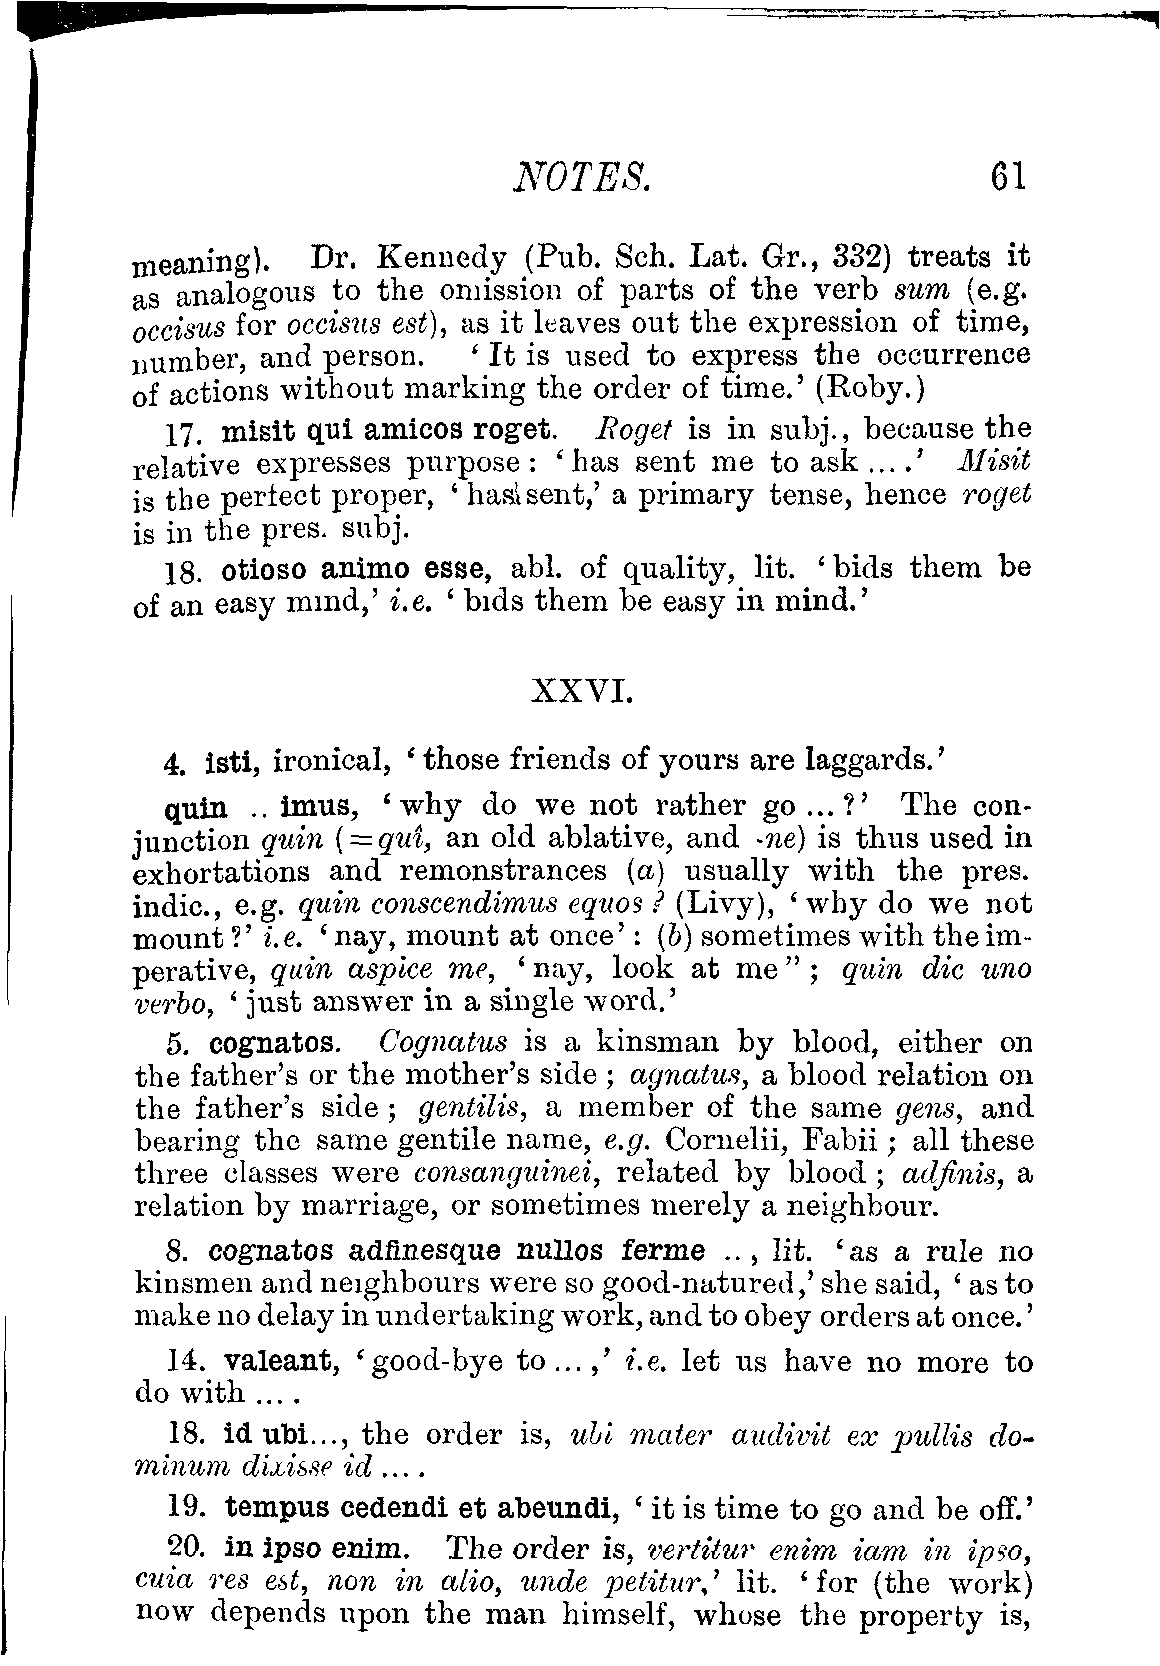 NOTES. 61
meaning). Dr. Kennedy (Pub. Sch. Lat. Gr., 332) treats it
as analogous to the omission of parts of the verb sum (e.g.
occisus for occisus est), as it leaves out the expression of time,
number, and person. ‘It is used to express the occurrence
of actions without marking the order of time.’ (Roby.)
17. misit qui amicos roget. Roget is in subj., because the
relative expresses purpose: ‘has sent me to ask ... .’ Misit
is the perfect proper, ‘has sent,’ a primary tense, hence roget
is in the pres. subj.
18. otioso animo esse, abl. of quality, lit. ‘bids them be
of an easy mind,’ i.e. ‘bids them be easy in mind.’
XXVI.
4. isti, ironical, ‘those friends of yours are laggards.’
quin .. imus, ‘why do we not rather go ...?’ The con-
junction quin (=quî, an old ablative, and -ne) is thus used in
exhortations and remonstrances (a) usually with the pres.
indic., e.g. quin conscendimus equos? (Livy), ‘why do we not
mount?’ i.e. ‘nay, mount at once’: (b) sometimes with the im-
perative, quin aspice me, ‘nay, look at me”; quin dic uno
verbo, ‘just answer in a single word.’
5. cognatos. Cognatus is a kinsman by blood, either on
the father’s or the mother’s side; agnatus, a blood relation on
the father’s side; gentilis, a member of the same gens, and
bearing the same gentile name, e.g. Cornelii, Fabii; all these
three classes were consanguinei, related by blood; adfinis, a
relation by marriage, or sometimes merely a neighbour.
8. cognatos adfinesque nullos ferme .., lit. ‘as a rule no
kinsmen and neighbours were so good-natured,’ she said, ‘as to
make no delay in undertaking work, and to obey orders at once.’
14. valeant, ‘good-bye to ...,’ i.e. let us have no more to
do with ... .
18. id ubi..., the order is, ubi mater audivit ex pullis do-
minum dixisse id ... .
19. tempus cedendi et abeundi, ‘it is time to go and be off.’
20. in ipso enim. The order is, vertitur enim iam in ipso,
cuia res est, non in alio, unde petitur,’ lit. ‘for (the work)
now depends upon the man himself, whose the property is,